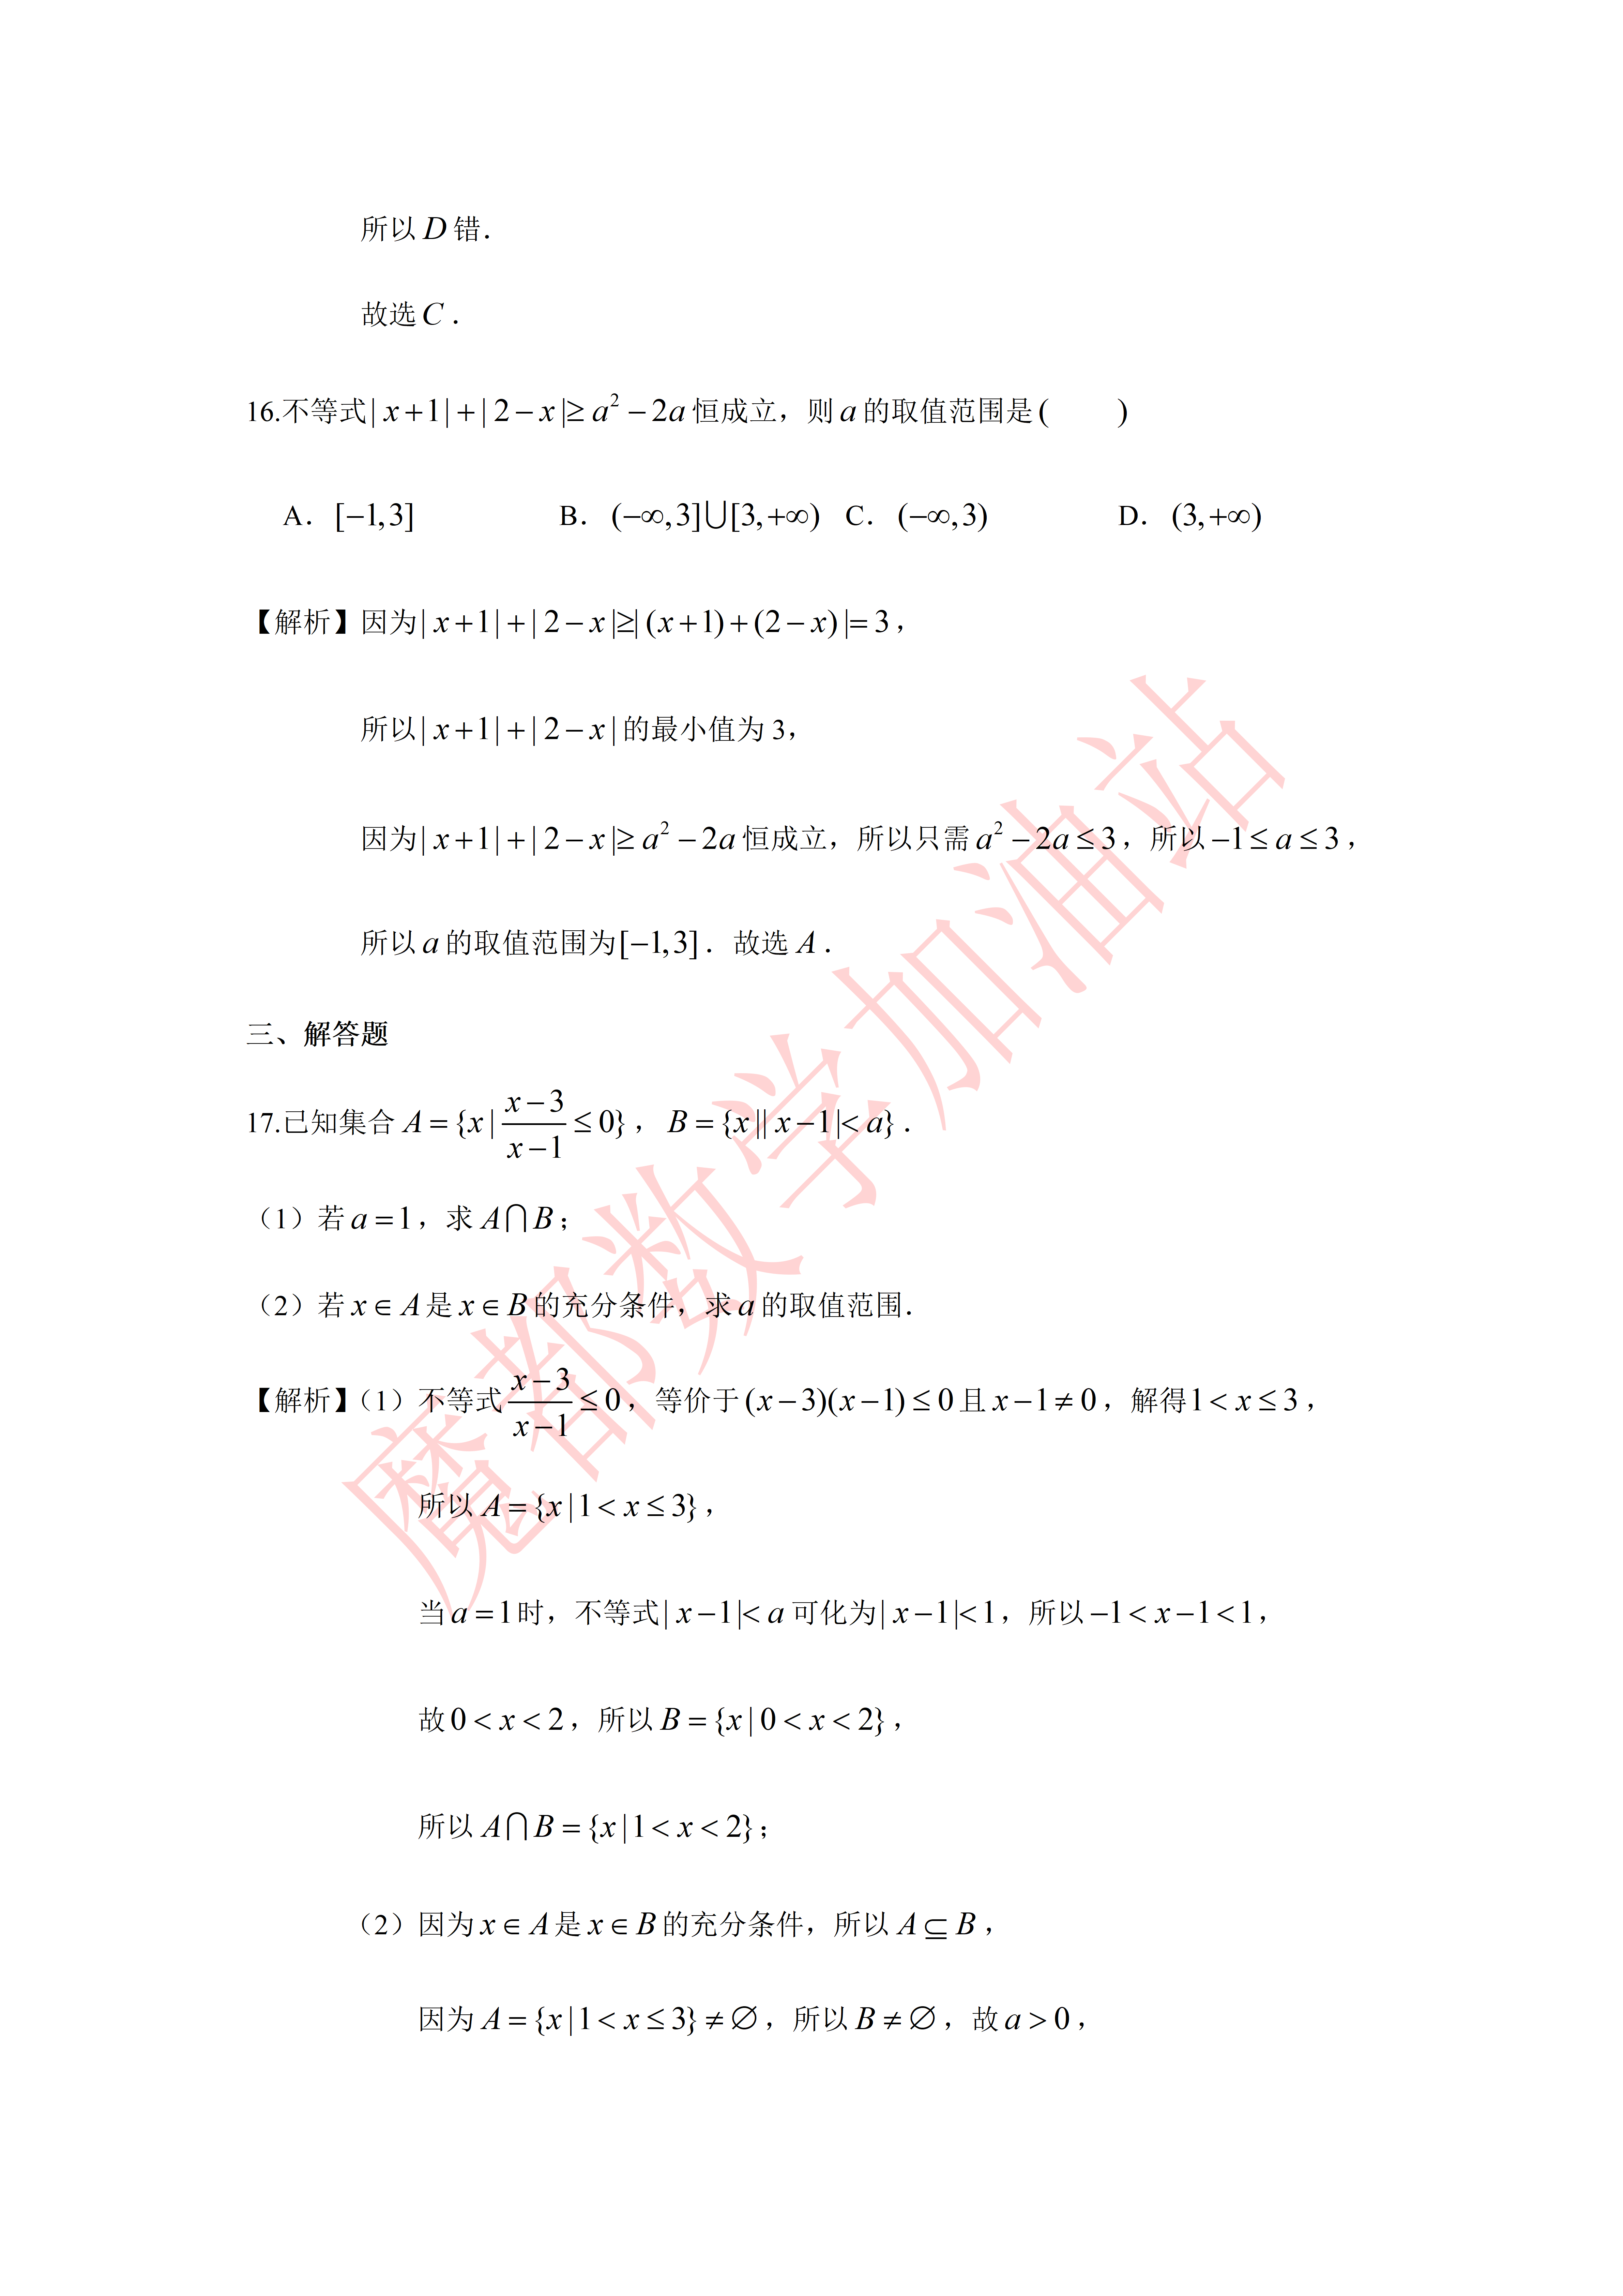 所以 D 错．
故选 C ．
16.不等式| x +1| + | 2 − x |≥ a² − 2a 恒成立，则 a 的取值范围是 (      )
A．[−1,3]    B．(−∞,3]⋃[3,+∞)    C．(−∞,3)    D．(3,+∞)
【解析】因为| x +1| + | 2 − x |≥| (x +1) + (2 − x) |= 3，
所以| x +1| + | 2 − x | 的最小值为 3，
因为| x +1| + | 2 − x |≥ a² − 2a 恒成立，所以只需 a² − 2a ≤ 3，所以 −1 ≤ a ≤ 3，
所以 a 的取值范围为[−1,3]．故选 A．
三、解答题
17.已知集合 A = {x | \frac{x − 3}{x − 1} ≤ 0}，B = {x || x −1|< a}．
（1）若 a = 1，求 A⋂B；
（2）若 x ∈ A 是 x ∈ B 的充分条件，求 a 的取值范围．
【解析】（1）不等式 \frac{x − 3}{x − 1} ≤ 0，等价于 (x − 3)(x −1) ≤ 0 且 x −1 ≠ 0，解得1 < x ≤ 3，
所以 A = {x |1 < x ≤ 3}，
当 a = 1 时，不等式| x −1|< a 可化为| x −1|< 1，所以 −1 < x −1 < 1，
故 0 < x < 2，所以 B = {x | 0 < x < 2}，
所以 A⋂B = {x |1 < x < 2}；
（2）因为 x ∈ A 是 x ∈ B 的充分条件，所以 A ⊆ B，
因为 A = {x |1 < x ≤ 3} ≠ ∅，所以 B ≠ ∅，故 a > 0，
魔都数学加油站